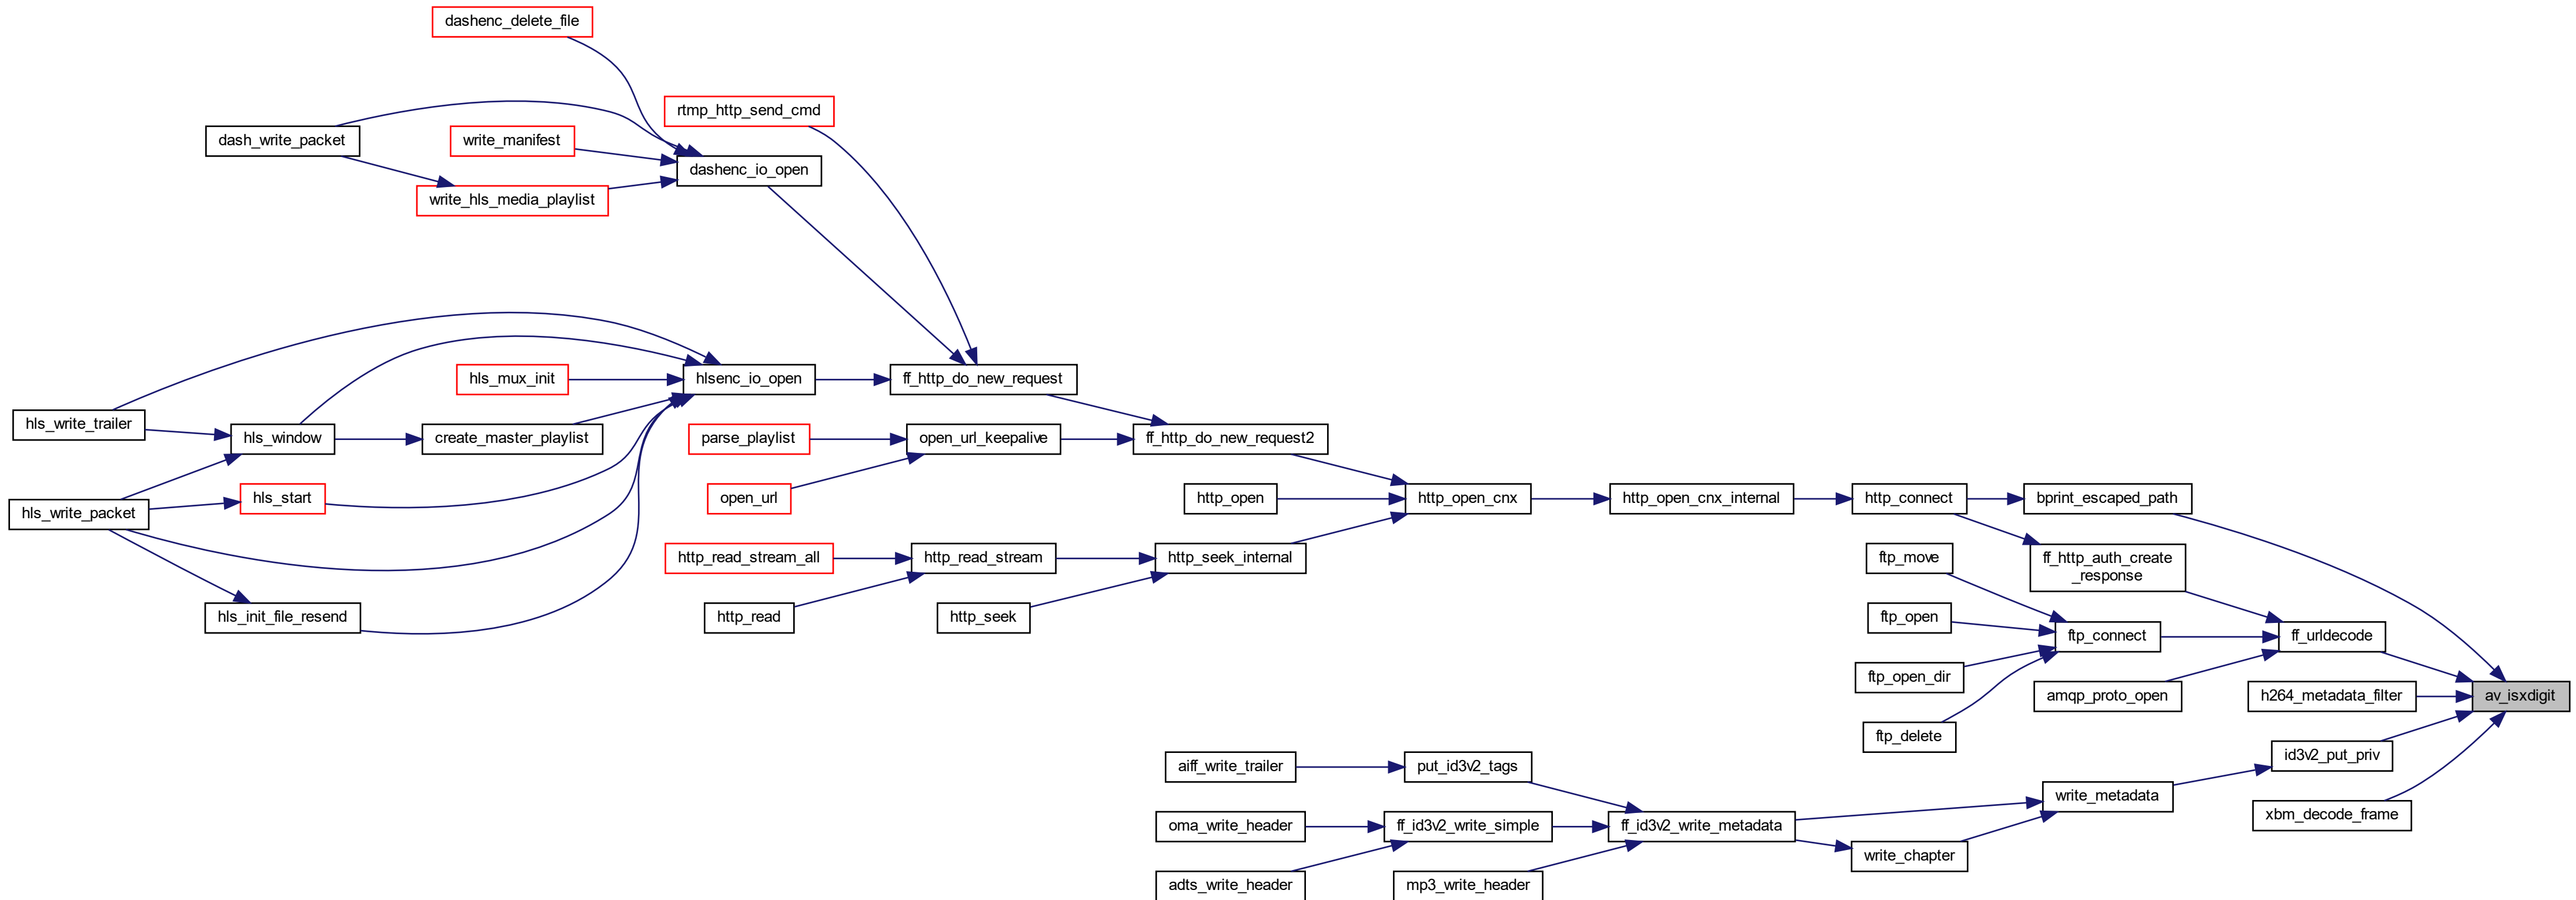 dashenc_delete_file
rtmp_http_send_cmd
dash_write_packet
write_manifest
dashenc_io_open
write_hls_media_playlist
hls_mux_init
hlsenc_io_open
ff_http_do_new_request
hls_write_trailer
hls_window
create_master_playlist
parse_playlist
open_url_keepalive
ff_http_do_new_request2
hls_write_packet
hls_start
open_url
http_open
http_open_cnx
http_open_cnx_internal
http_connect
bprint_escaped_path
http_read_stream_all
http_read_stream
http_seek_internal
ftp_move
ff_http_auth_create
_response
hls_init_file_resend
http_read
http_seek
ftp_open
ftp_connect
ff_urldecode
ftp_open_dir
amqp_proto_open
h264_metadata_filter
av_isxdigit
ftp_delete
id3v2_put_priv
aiff_write_trailer
put_id3v2_tags
write_metadata
xbm_decode_frame
oma_write_header
ff_id3v2_write_simple
ff_id3v2_write_metadata
write_chapter
adts_write_header
mp3_write_header